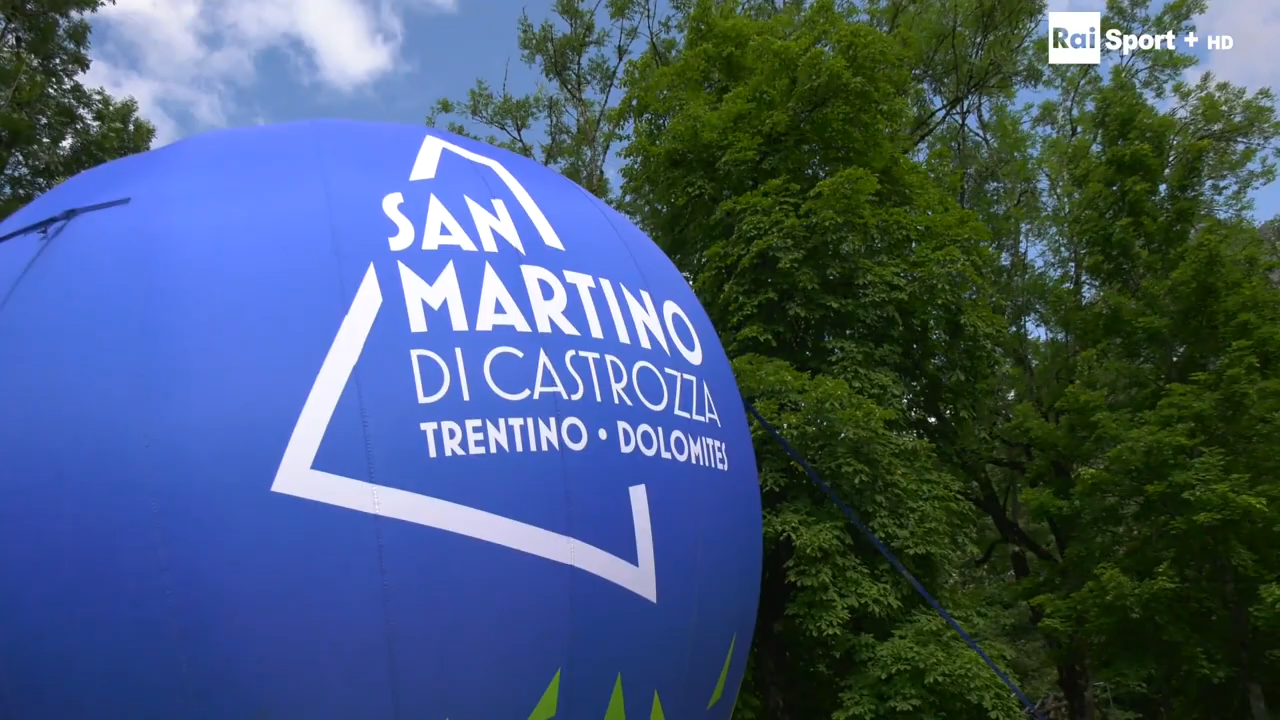 Rai Sport + HD
SAN
MARTINO
DI CASTROZZA
TRENTINO • DOLOMITES